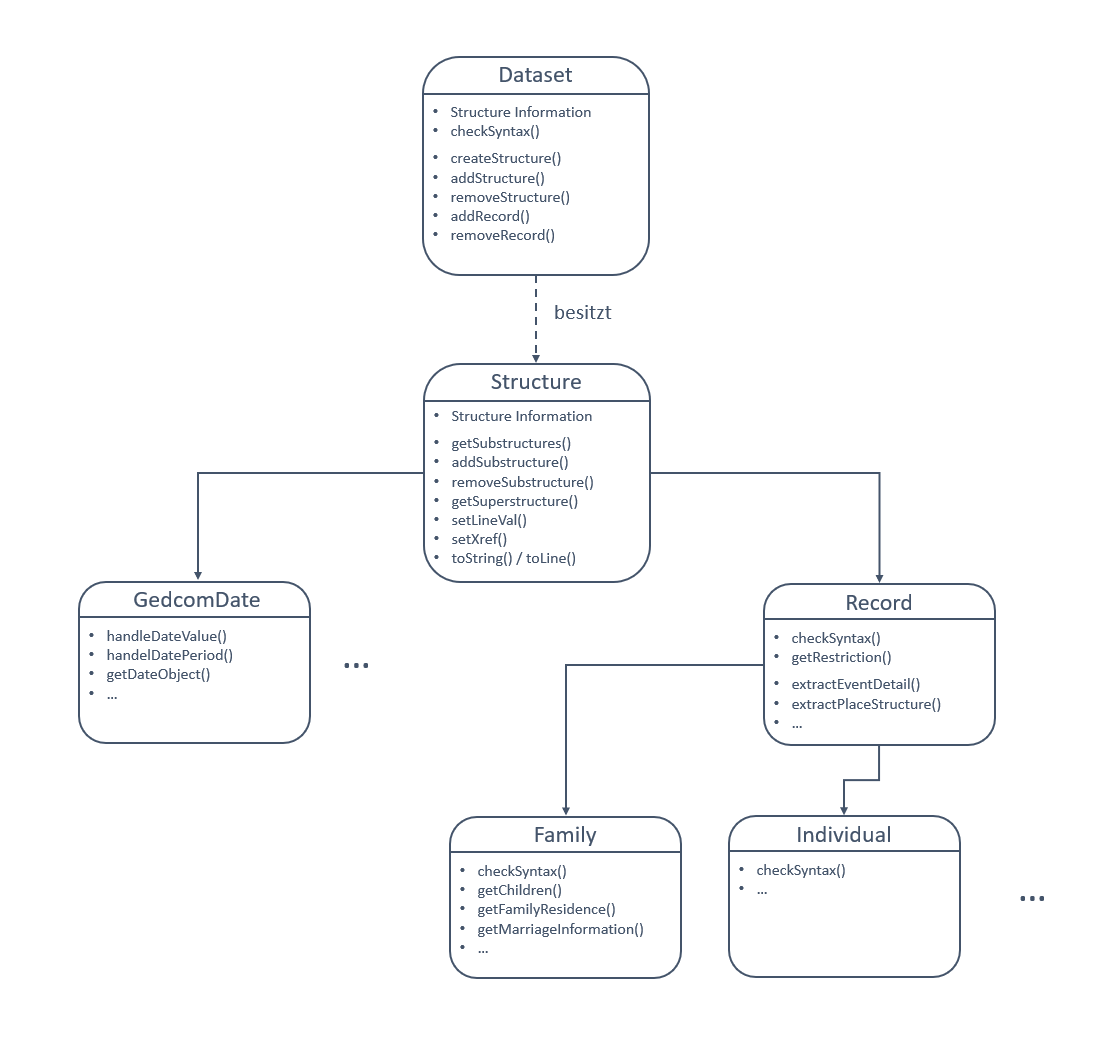 Dataset
• Structure Information
• checkSyntax()
• createStructure()
• addStructure()
• removeStructure()
• addRecord()
• removeRecord()
besitzt
Structure
• Structure Information
• getSubstructures()
• addSubstructure()
• removeSubstructure()
• getSuperstructure()
• setLineVal()
• setXref()
• toString() / toLine()
GedcomDate
• handleDateValue()
• handelDatePeriod()
• getDateObject()
• ...
...
Record
• checkSyntax()
• getRestriction()
• extractEventDetail()
• extractPlaceStructure()
• ...
Family
• checkSyntax()
• getChildren()
• getFamilyResidence()
• getMarriageInformation()
• ...
Individual
• checkSyntax()
• ...
...